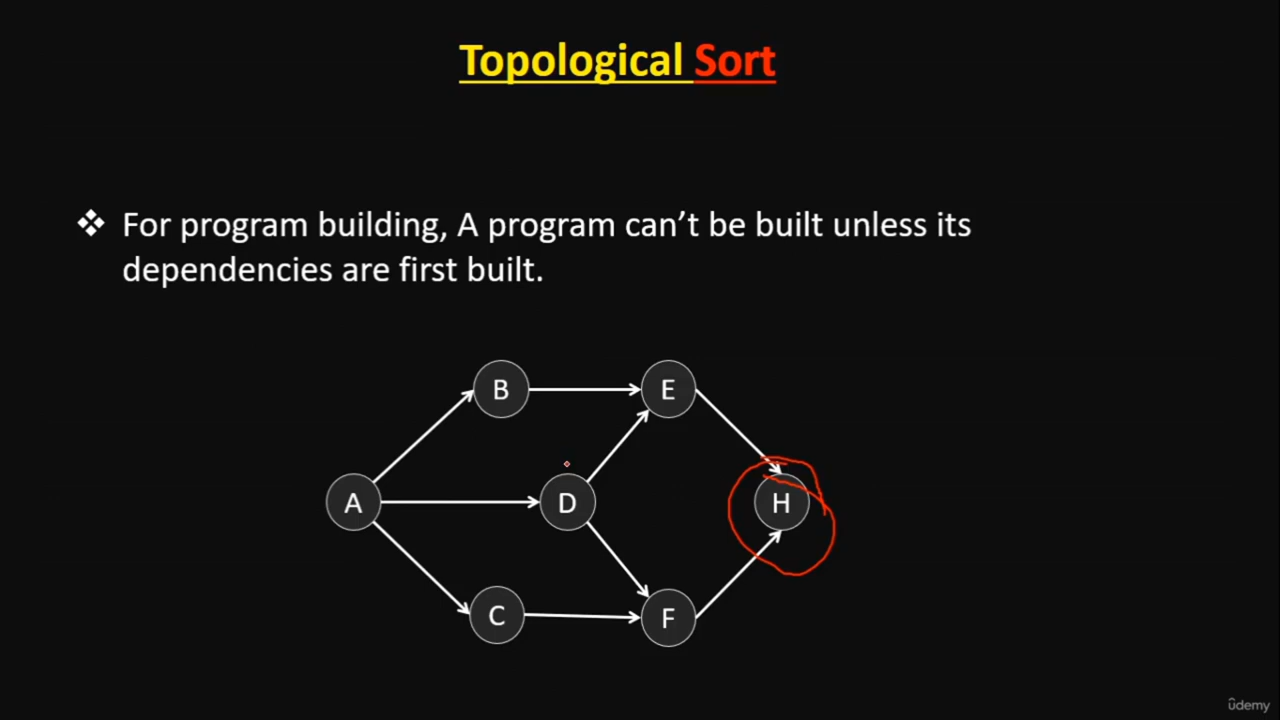 Topological Sort
❖ For program building, A program can’t be built unless its
dependencies are first built.
B
E
A
D
H
C
F
ûdemy